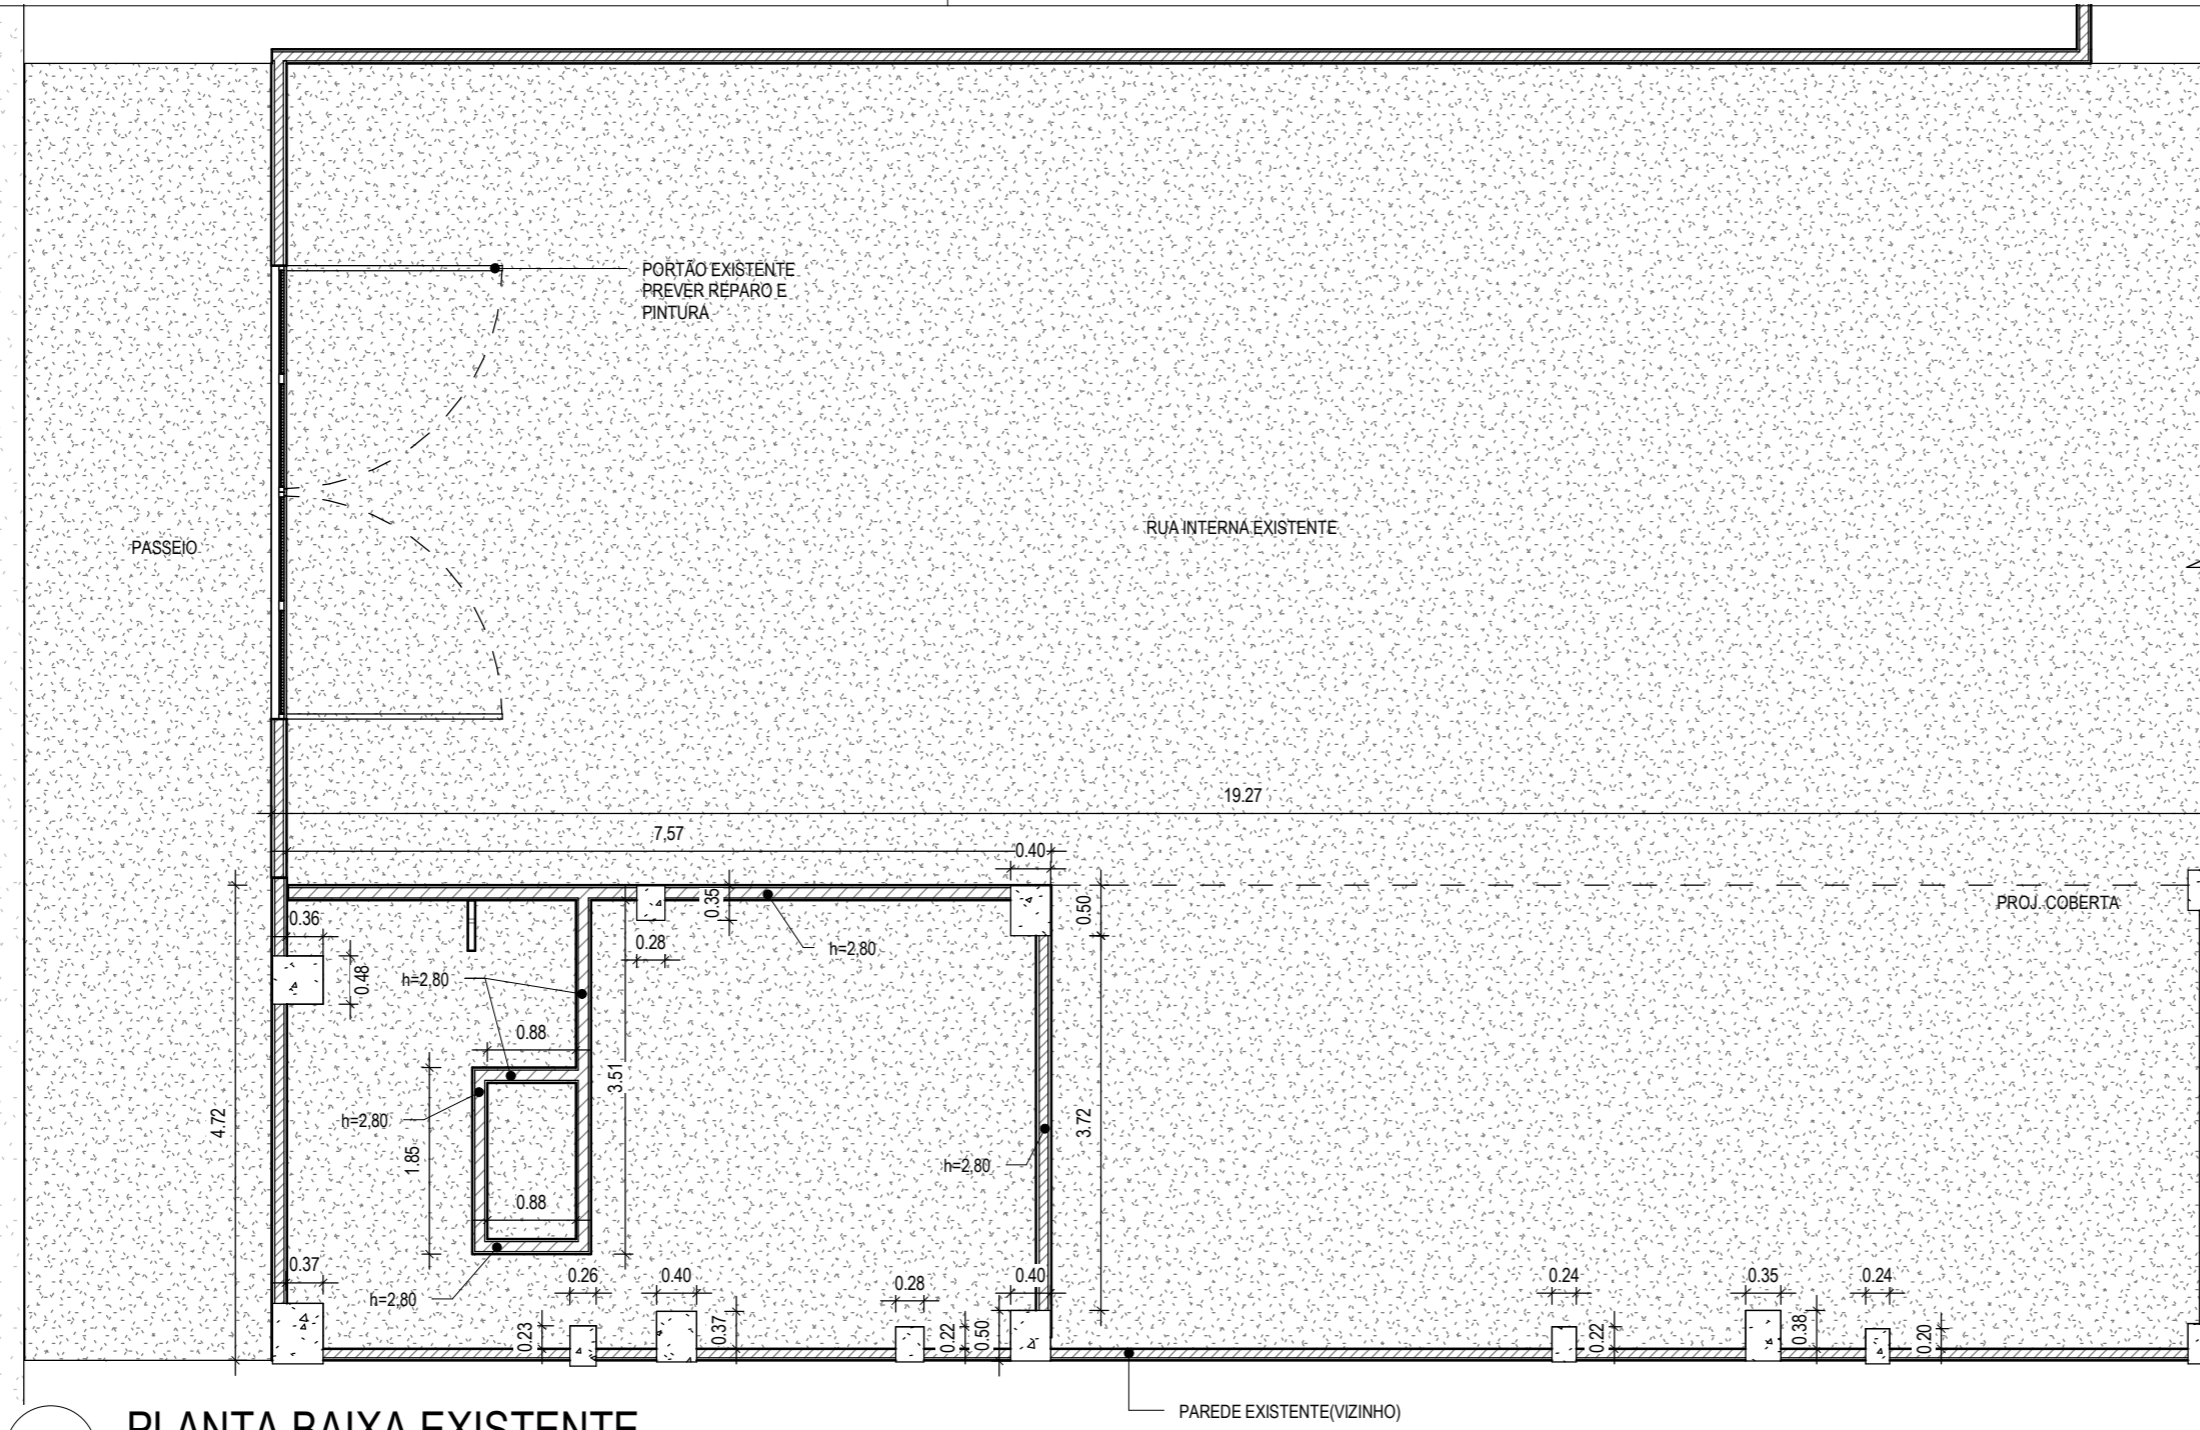 PORTÃO EXISTENTE
PREVER REPARO E
PINTURA
RUA INTERNA EXISTENTE
PASSEIO
19.27
7,57
0.40
0.35
0.50
PROJ. COBERTA
0.36
0.28
h=2,80
0.48
h=2,80
0.88
3.51
4.72
h=2,80
3.72
1.85
h=2,80
0.88
0.37
0.26
0.40
0.28
0.40
0.24
0.35
0.24
h=2,80
0.23
0.37
0.22
0.50
0.22
0.38
0.20
PAREDE EXISTENTE(VIZINHO)
PLANTA BAIXA EXISTENTE